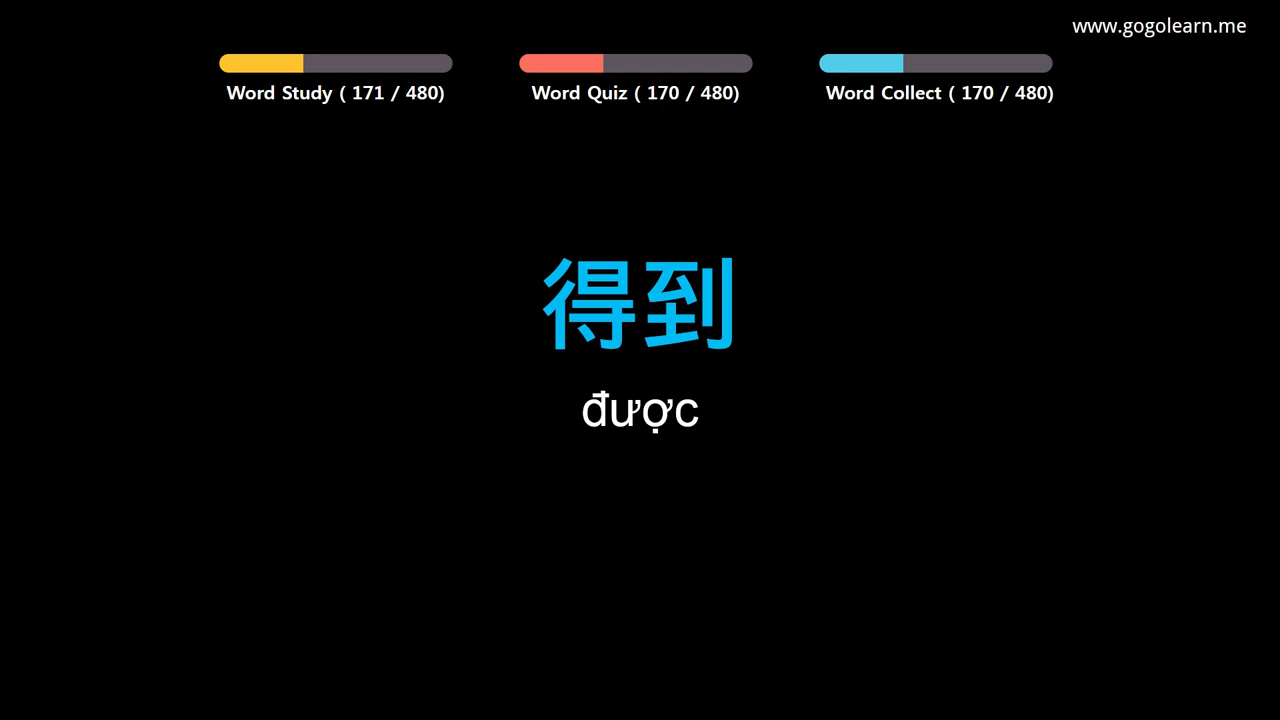 www.gogolearn.me
Word Study ( 171 / 480)
Word Quiz ( 170 / 480)
Word Collect ( 170 / 480)
得到
được